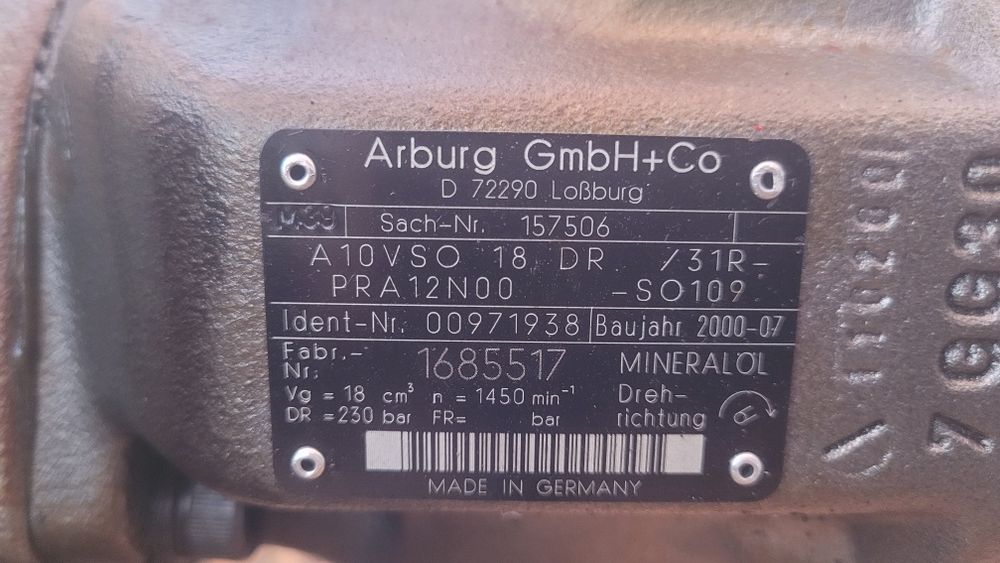 Arburg GmbH+Co
D 72290 Loßburg
M39 Sach-Nr. 157506
A10VSO 18 DR /31R-
PRA12N00 -SO109
Ident-Nr. 00971938 Baujahr 2000-07
Fabr.-Nr. 1685517 MINERALÖL
Vg = 18 cm³ n = 1450 min⁻¹ Dreh-
DR = 230 bar FR= bar richtung
MADE IN GERMANY
7693